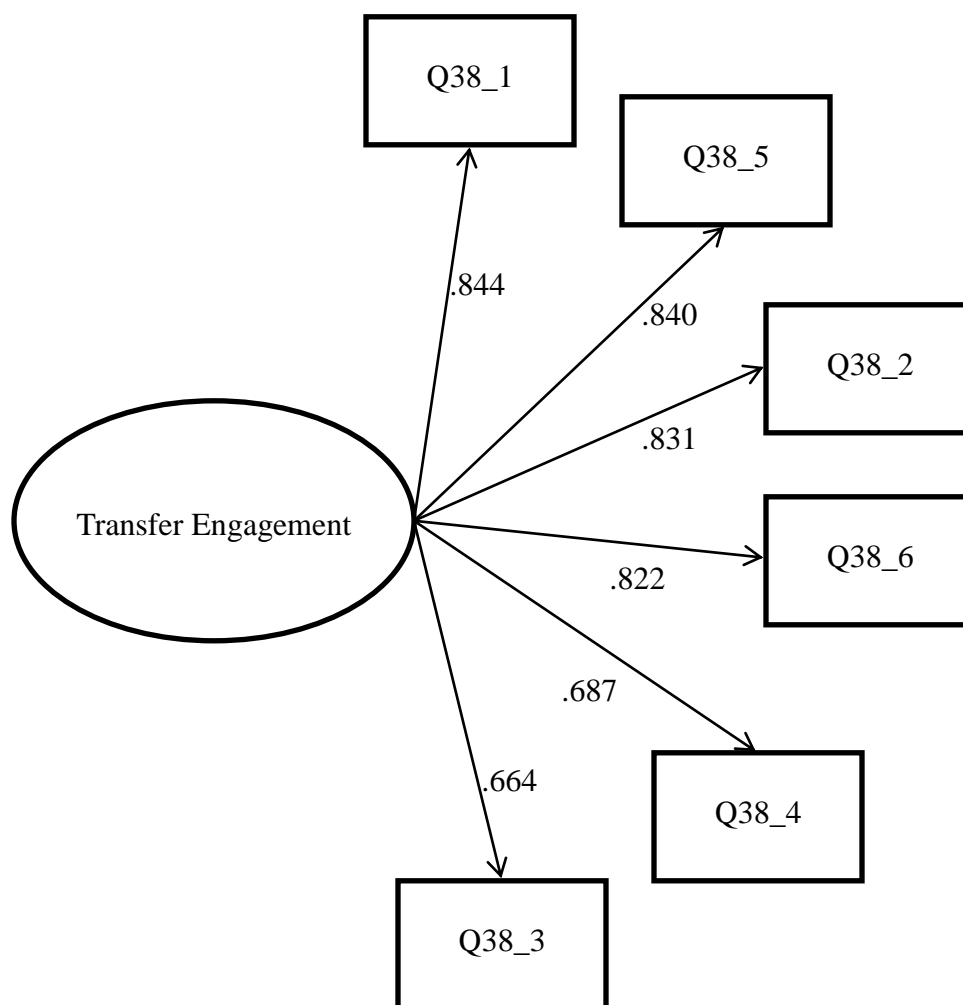 Q38_1
Q38_5
.844
.840
Q38_2
.831
Transfer Engagement
Q38_6
.822
.687
.664
Q38_4
Q38_3